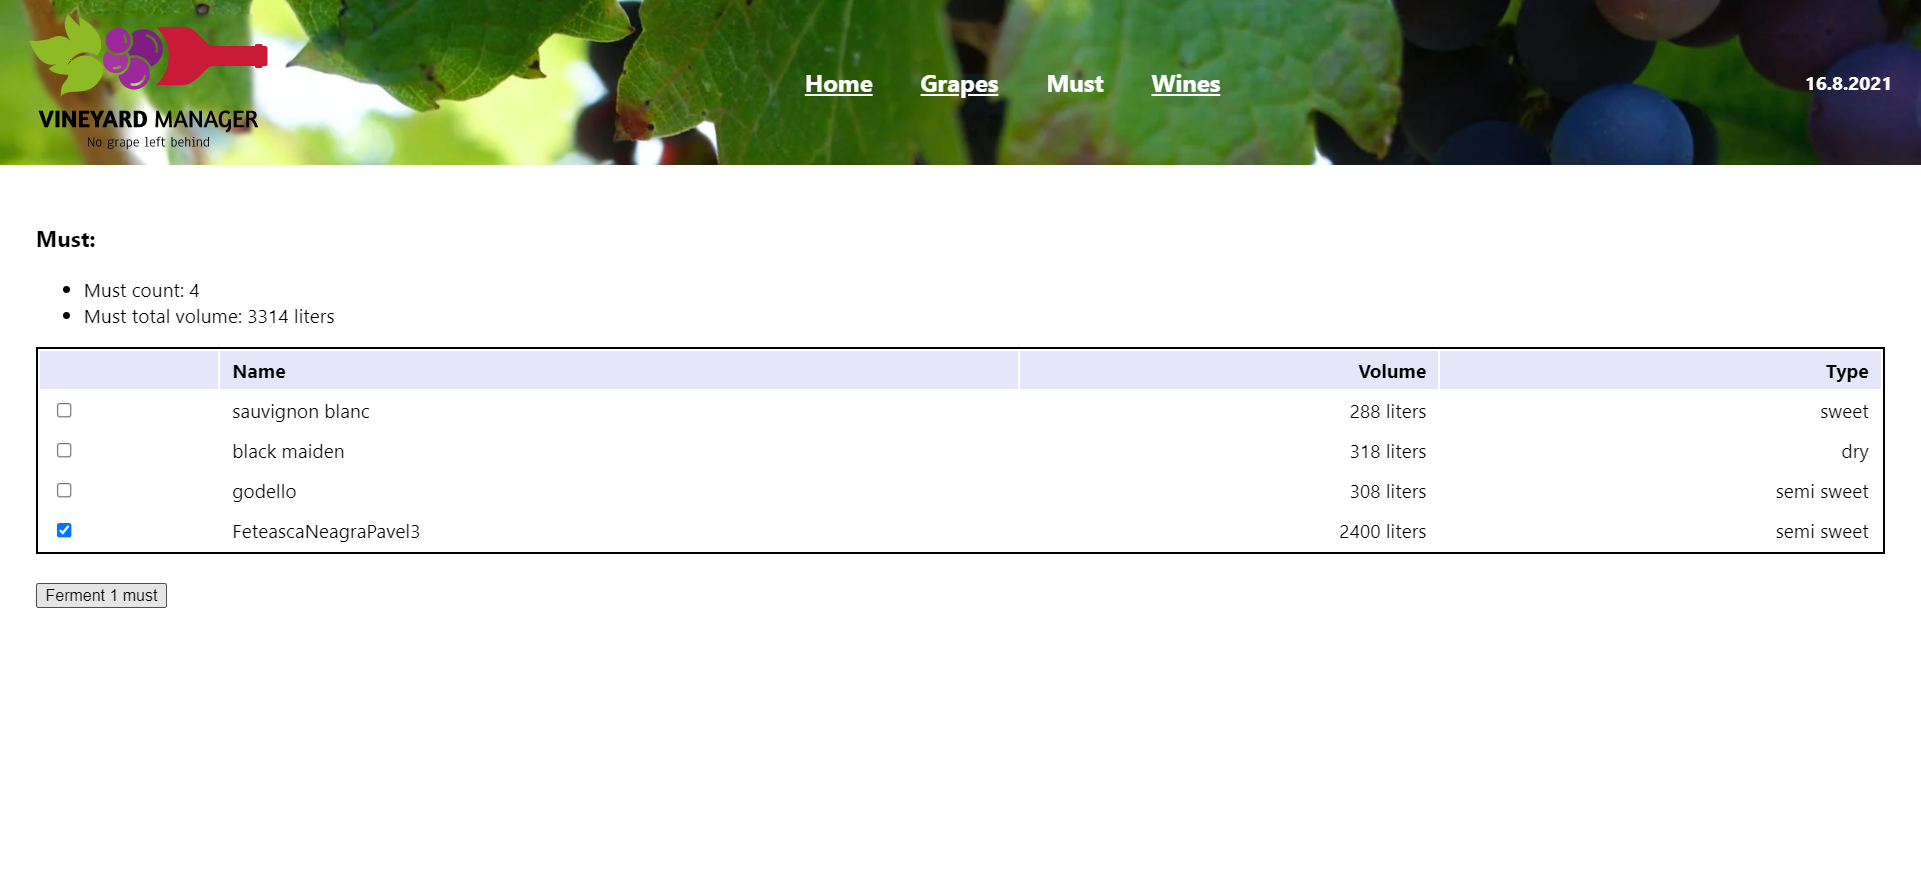 VINEYARD MANAGER
No grape left behind
Home Grapes Must Wines
16.8.2021
Must:
Must count: 4
Must total volume: 3314 liters
Name Volume Type
sauvignon blanc 288 liters sweet
black maiden 318 liters dry
godello 308 liters semi sweet
FeteascaNeagraPavel3 2400 liters semi sweet
Ferment 1 must